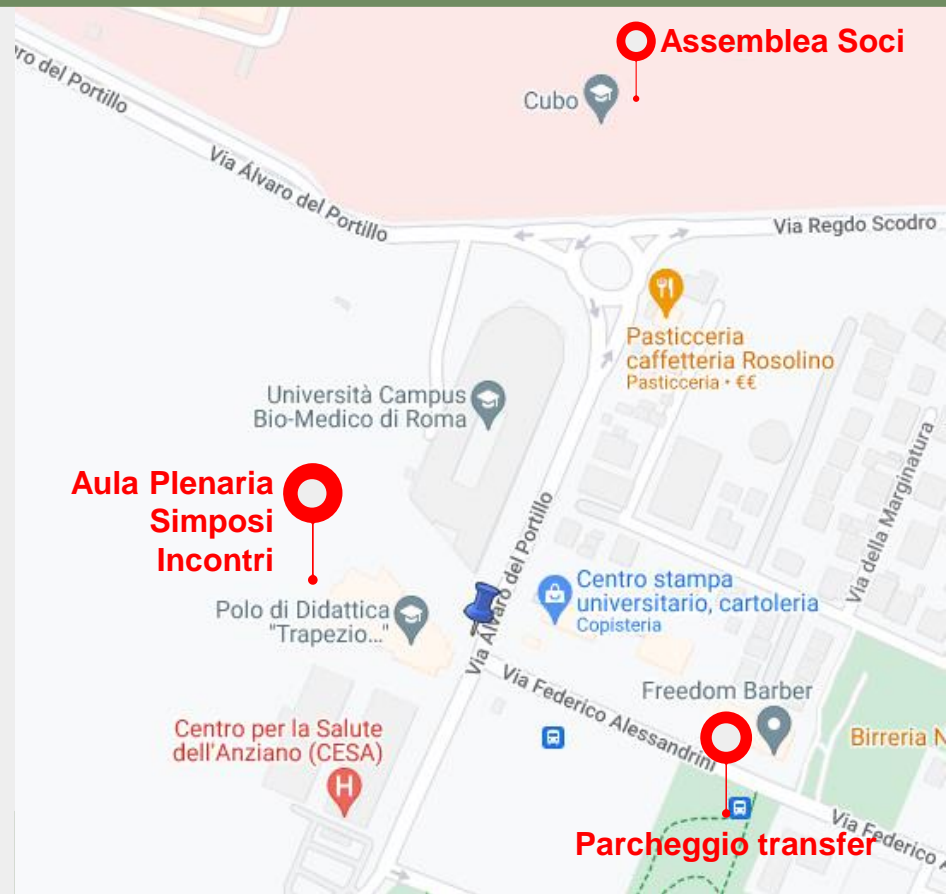 Assemblea Soci
ro del Portillo
Cubo
Via Álvaro del Portillo
Via Regdo Scodro
Pasticceria
caffetteria Rosolino
Pasticceria • €€
Università Campus
Bio-Medico di Roma
Aula Plenaria
Simposi
Incontri
Via Álvaro del Portillo
Via della Marginatura
Centro stampa
universitario, cartoleria
Copisteria
Polo di Didattica
"Trapezio..."
Via Federico Alessandrini
Freedom Barber
Centro per la Salute
dell'Anziano (CESA)
H
Birreria N
Parcheggio transfer
Via Federico A